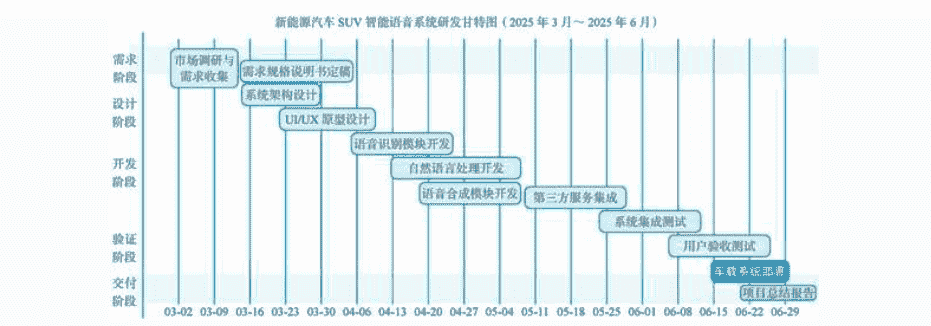 新能源汽车 SUV 智能语音系统研发甘特图（2025 年 3 月～ 2025 年 6 月）
需求
阶段
市场调研与
需求收集
需求规格说明书定稿
设计
阶段
系统架构设计
UI/UX 原型设计
开发
阶段
语音识别模块开发
自然语言处理开发
语音合成模块开发
第三方服务集成
验证
阶段
系统集成测试
用户验收测试
交付
阶段
车载系统部署
项目总结报告
03-02 03-09 03-16 03-23 03-30 04-06 04-13 04-20 04-27 05-04 05-11 05-18 05-25 06-01 06-08 06-15 06-22 06-29